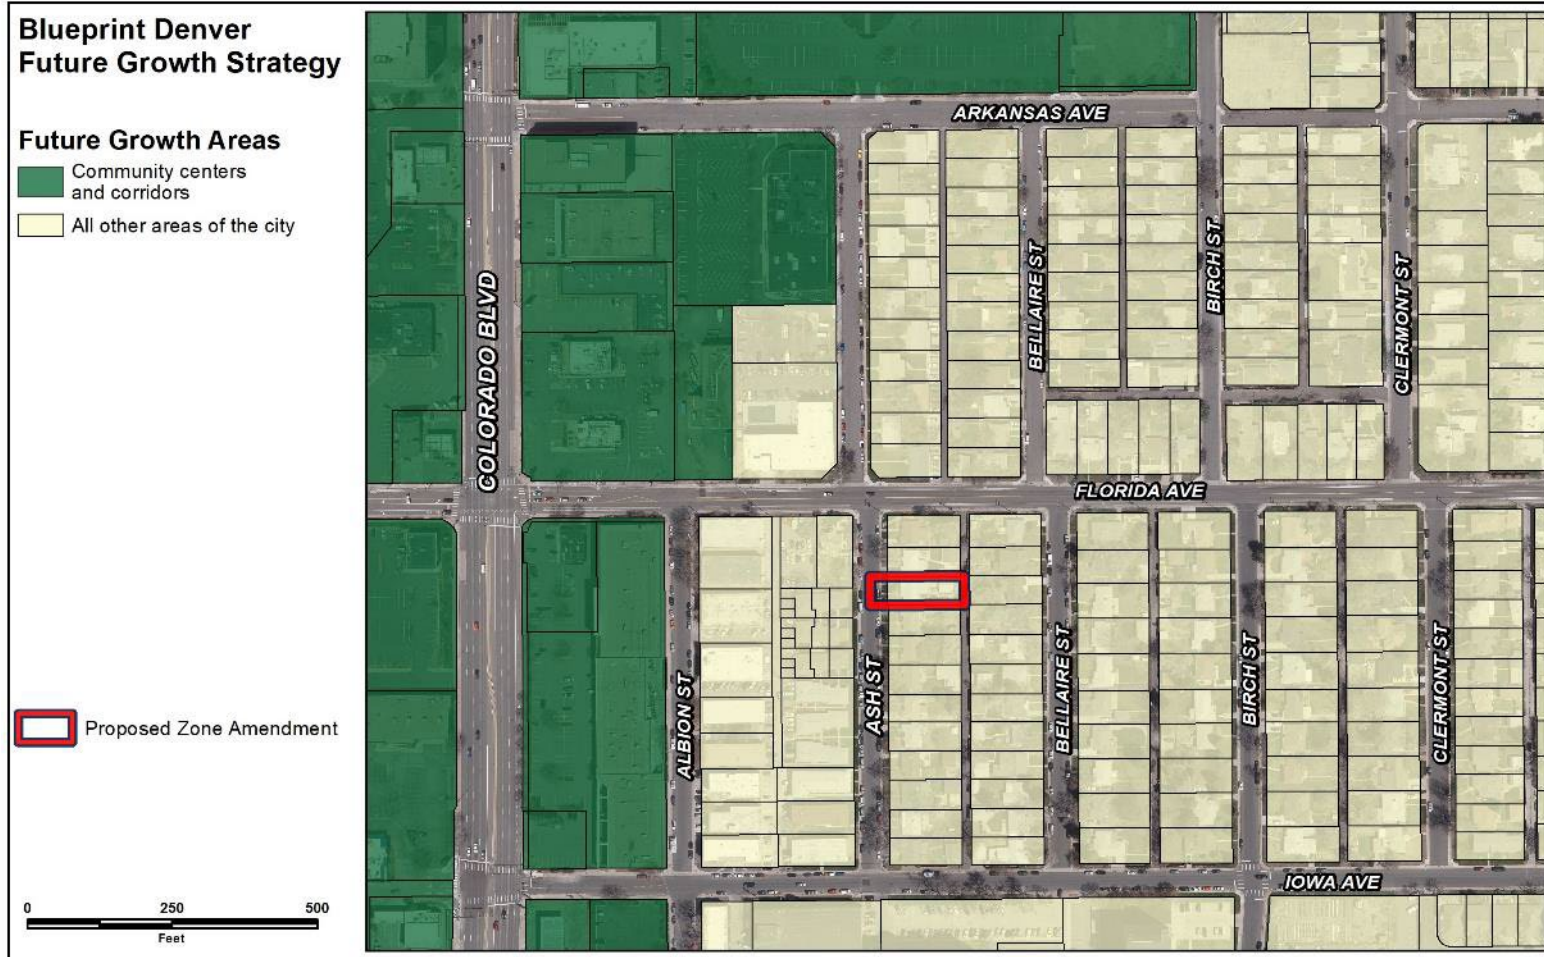 Blueprint Denver
Future Growth Strategy
Future Growth Areas
Community centers
and corridors
All other areas of the city
Proposed Zone Amendment
0 250 500
Feet
ARKANSAS AVE
COLORADO BLVD
BELLAIRE ST
BIRCH ST
CLERMONT ST
FLORIDA AVE
ALBION ST
ASH ST
BELLAIRE ST
BIRCH ST
CLERMONT ST
IOWA AVE